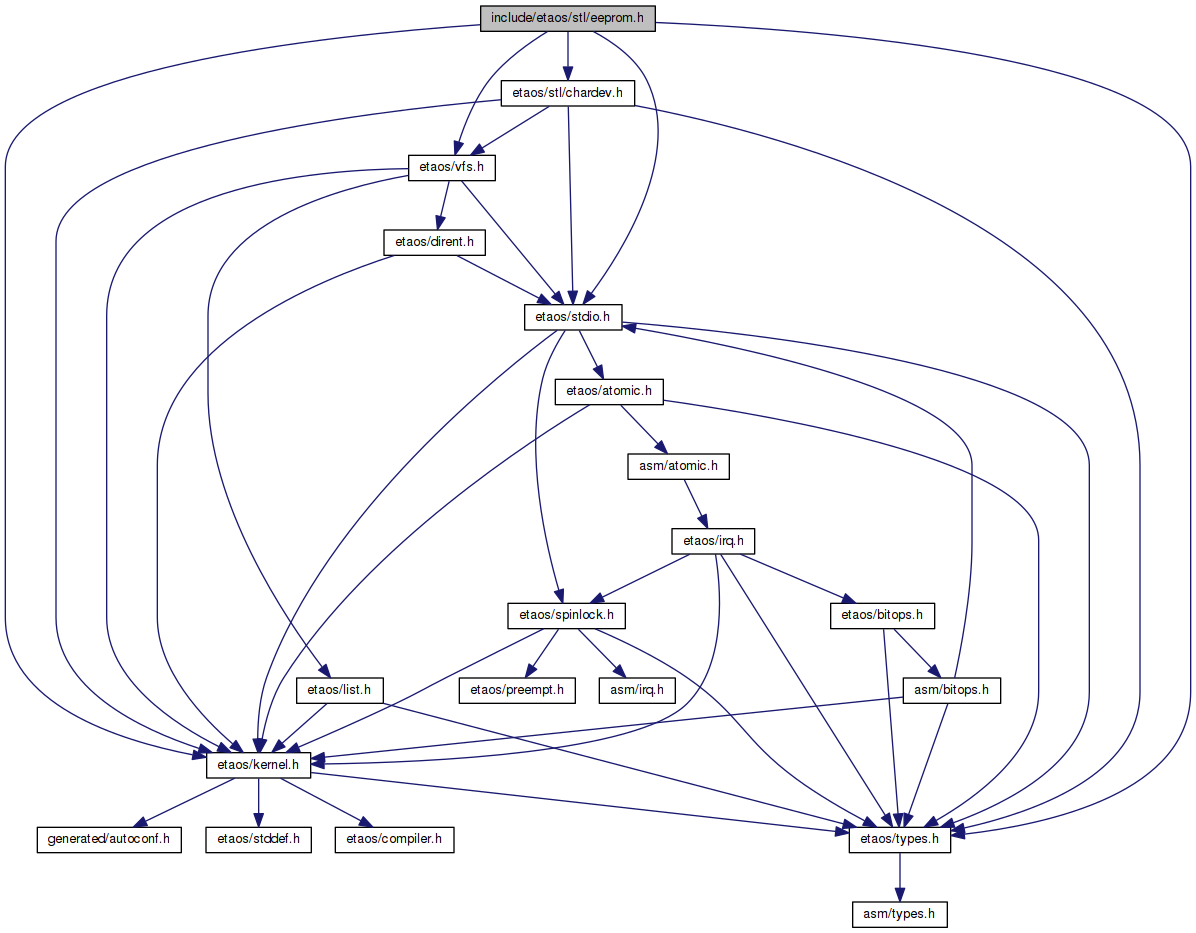 include/etaos/stl/eeprom.h
etaos/stl/chardev.h
etaos/vfs.h
etaos/dirent.h
etaos/stdio.h
etaos/atomic.h
asm/atomic.h
etaos/irq.h
etaos/spinlock.h
etaos/bitops.h
etaos/list.h
etaos/preempt.h
asm/irq.h
asm/bitops.h
etaos/kernel.h
generated/autoconf.h
etaos/stddef.h
etaos/compiler.h
etaos/types.h
asm/types.h